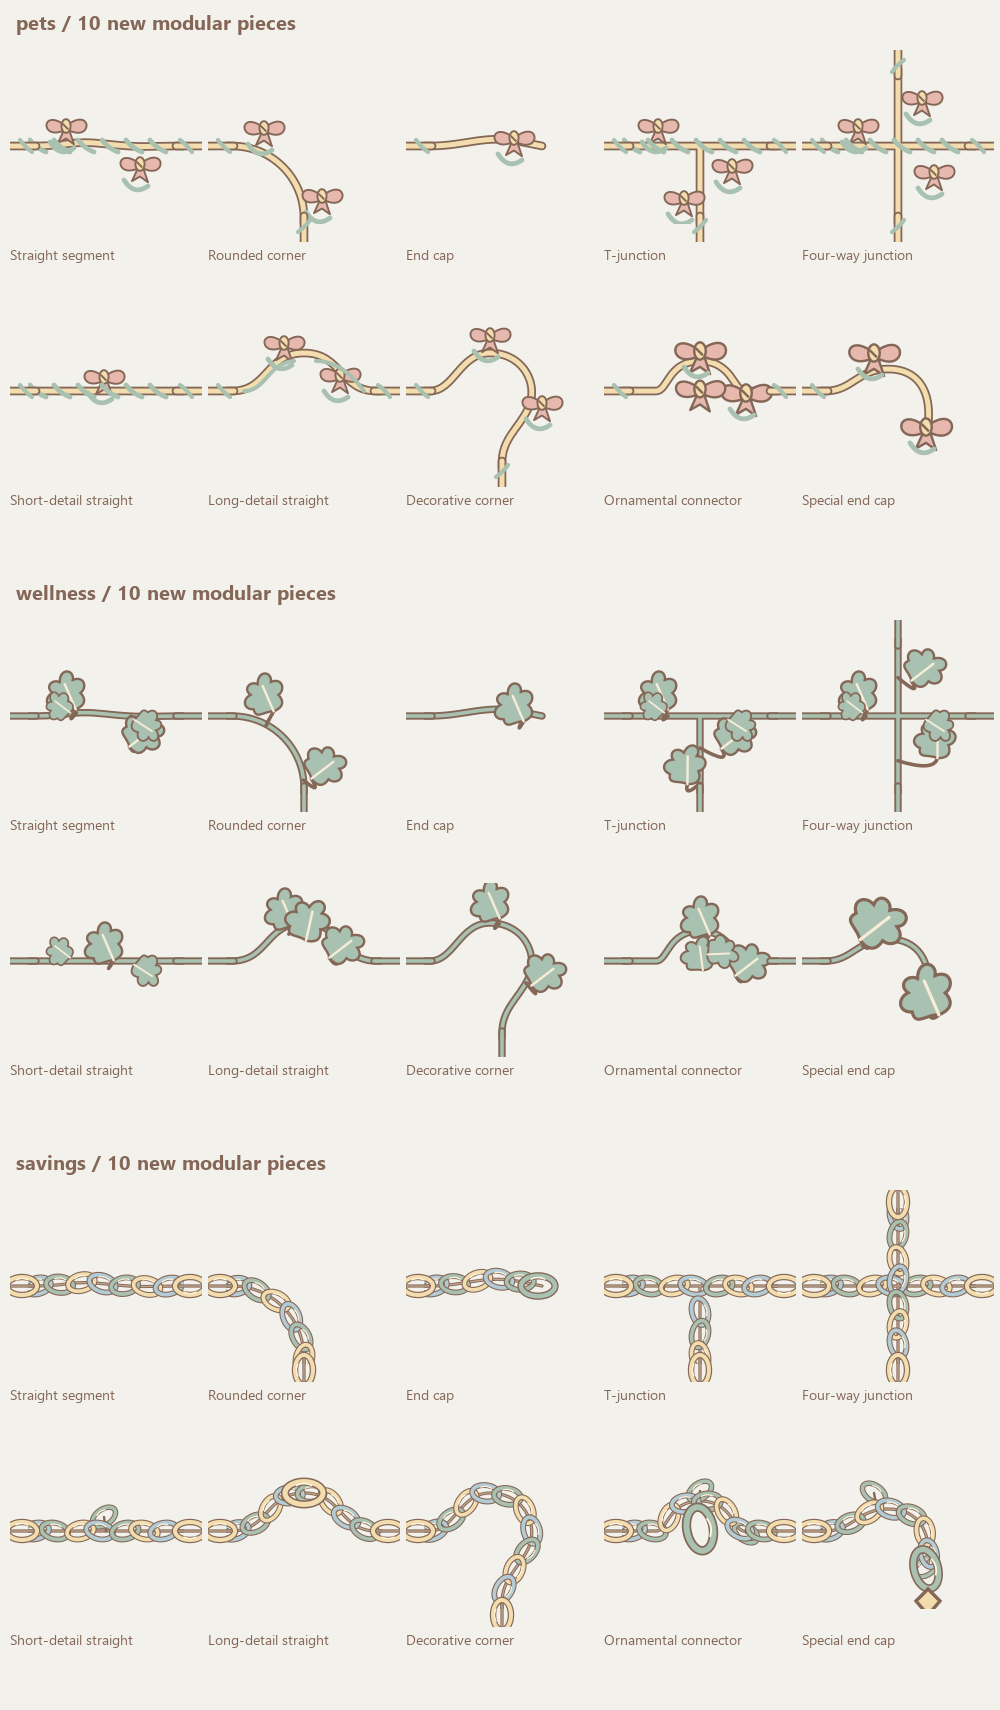 pets / 10 new modular pieces
Straight segment
Rounded corner
End cap
T-junction
Four-way junction
Short-detail straight
Long-detail straight
Decorative corner
Ornamental connector
Special end cap
wellness / 10 new modular pieces
Straight segment
Rounded corner
End cap
T-junction
Four-way junction
Short-detail straight
Long-detail straight
Decorative corner
Ornamental connector
Special end cap
savings / 10 new modular pieces
Straight segment
Rounded corner
End cap
T-junction
Four-way junction
Short-detail straight
Long-detail straight
Decorative corner
Ornamental connector
Special end cap